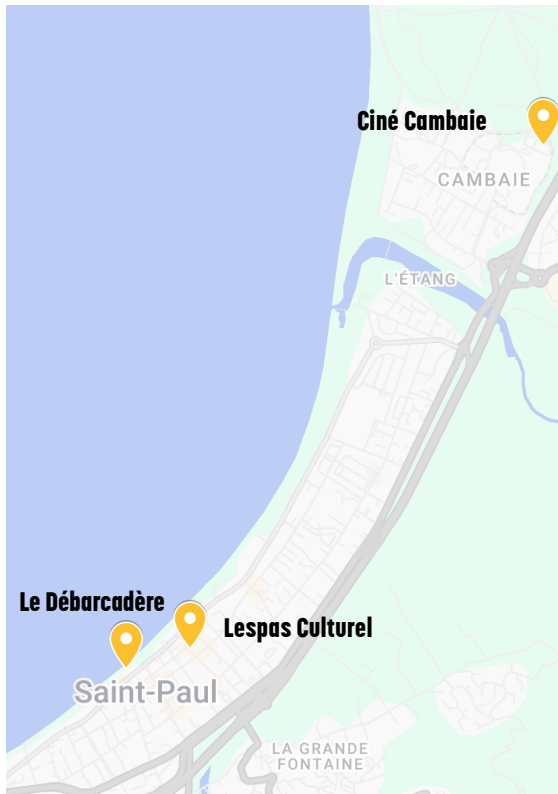 Ciné Cambaie
CAMBAIE
L'ÉTANG
Le Débarcadère
Lespas Culturel
Saint-Paul
LA GRANDE
FONTAINE